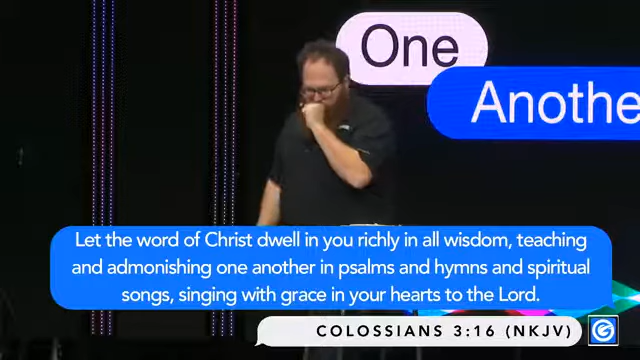 One
Anothe
Let the word of Christ dwell in you richly in all wisdom, teaching
and admonishing one another in psalms and hymns and spiritual
songs, singing with grace in your hearts to the Lord.
COLOSSIANS 3:16 (NKJV)